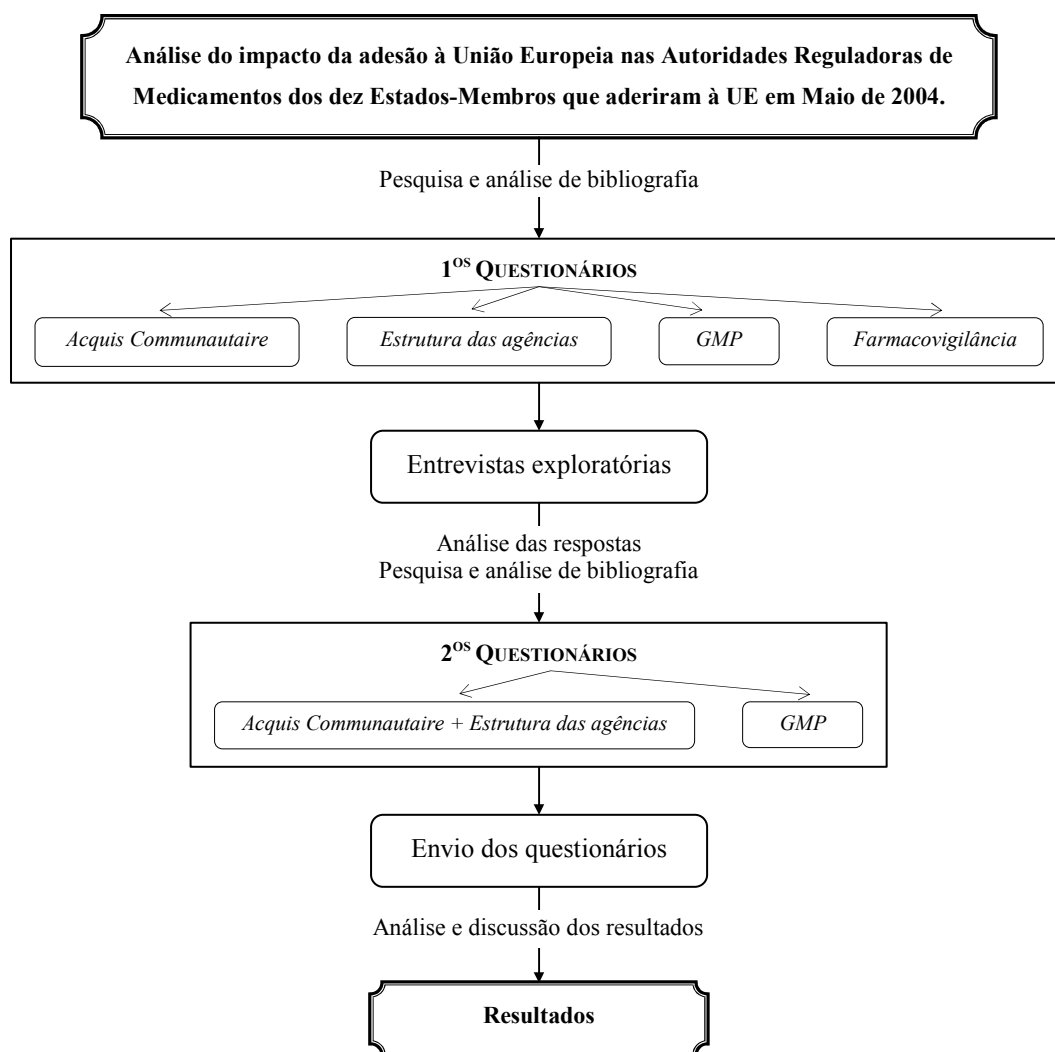 Análise do impacto da adesão à União Europeia nas Autoridades Reguladoras de
Medicamentos dos dez Estados-Membros que aderiram à UE em Maio de 2004.
Pesquisa e análise de bibliografia
1OS QUESTIONÁRIOS
Acquis Communautaire
Estrutura das agências
GMP
Farmacovigilância
Entrevistas exploratórias
Análise das respostas
Pesquisa e análise de bibliografia
2OS QUESTIONÁRIOS
Acquis Communautaire + Estrutura das agências
GMP
Envio dos questionários
Análise e discussão dos resultados
Resultados